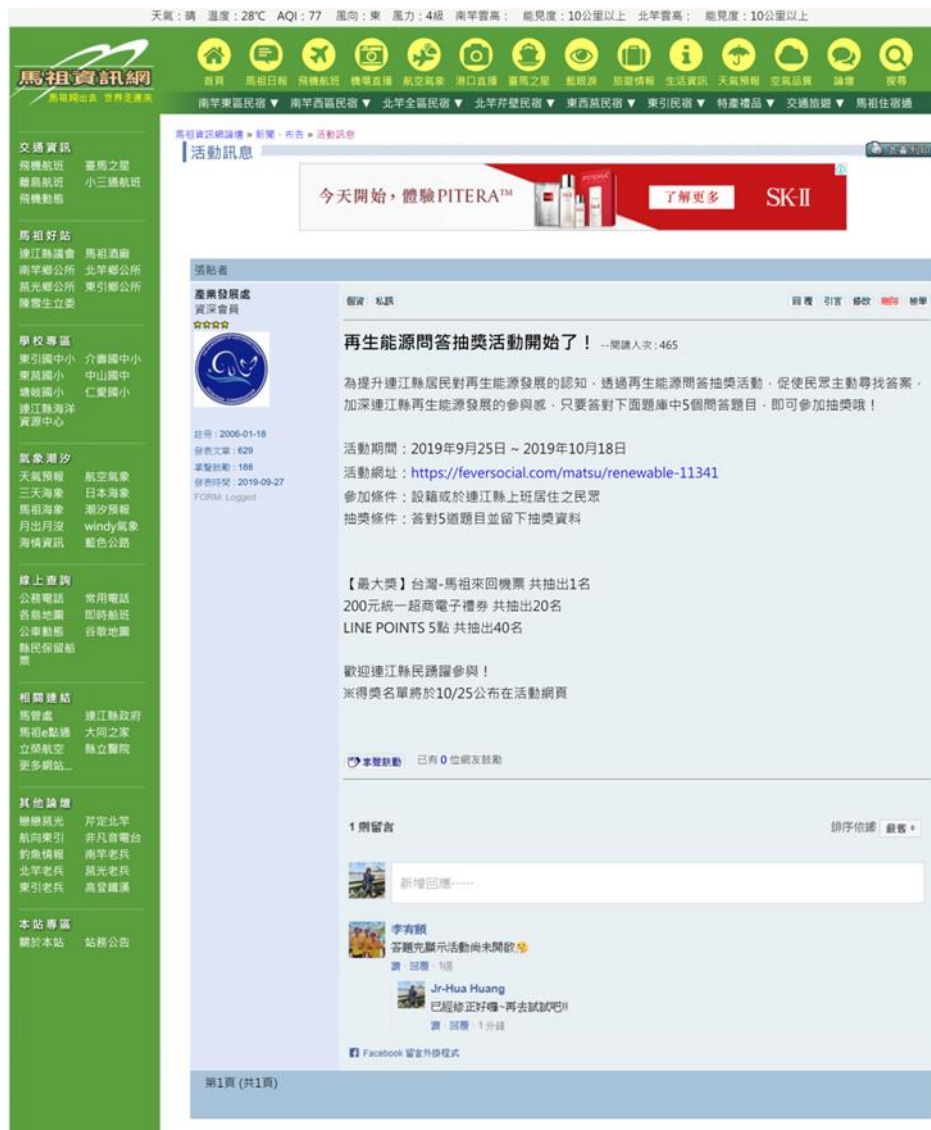 天氣：晴 溫度：28℃ AQI：77 風向：東 風力：4級 南竿雲高： 能見度：10公里以上 北竿雲高： 能見度：10公里以上
馬祖資訊網
首頁 馬祖日報 飛機航班 機場直播 航空氣象 港口直播 臺馬之星 藍眼淚 旅遊情報 生活資訊 天氣預報 空氣品質 論壇 搜尋
南竿東區民宿▼ 南竿西區民宿▼ 北竿全區民宿▼ 北竿芹壁民宿▼ 東西莒民宿▼ 東引民宿▼ 特產禮品▼ 交通旅遊▼ 馬祖住宿通
交通資訊
飛機航班 臺馬之星
離島航班 小三通航班
飛機動態
馬祖好站
連江縣議會 馬祖酒廠
南竿鄉公所 北竿鄉公所
莒光鄉公所 東引鄉公所
陳雪生立委
學校專區
東引國中小 介壽國中小
東莒國小 中山國中
塘岐國小 仁愛國小
連江縣海洋
資源中心
氣象潮汐
天氣預報 航空氣象
三天海象 日本海象
馬祖海象 潮汐預報
月出月沒 windy氣象
海情資訊 藍色公路
線上查詢
公務電話 常用電話
各島地圖 即時船班
公車動態 谷歌地圖
縣民保留船
票
相關連結
馬管處 連江縣政府
馬祖e點通 大同之家
立榮航空 縣立醫院
更多網站...
其他論壇
戀戀莒光 芹定北竿
航向東引 非凡音電台
釣魚情報 南竿老兵
北竿老兵 莒光老兵
東引老兵 高登鐵漢
本站專區
關於本站 站務公告
馬祖資訊網論壇 » 新聞．布告 » 活動訊息
活動訊息
今天開始，體驗PITERA™ 了解更多 SK-II
張貼者
產業發展處
資深會員
註冊：2006-01-18
發表文章：629
掌聲鼓勵：188
發表時間：2019-09-27
FORM: Logged
個資 私訊 回覆 引言 修改 刪除 檢舉
再生能源問答抽獎活動開始了！ --閱讀人次：465
為提升連江縣居民對再生能源發展的認知，透過再生能源問答抽獎活動，促使民眾主動尋找答案，
加深連江縣再生能源發展的參與感，只要答對下面題庫中5個問答題目，即可參加抽獎哦！
活動期間：2019年9月25日 ~ 2019年10月18日
活動網址：https://feversocial.com/matsu/renewable-11341
參加條件：設籍或於連江縣上班居住之民眾
抽獎條件：答對5道題目並留下抽獎資料
【最大獎】台灣-馬祖來回機票 共抽出1名
200元統一超商電子禮券 共抽出20名
LINE POINTS 5點 共抽出40名
歡迎連江縣民踴躍參與！
※得獎名單將於10/25公布在活動網頁
掌聲鼓勵 已有 0 位網友鼓勵
1 則留言 排序依據 最舊
新增回應……
答題完顯示活動尚未開啟
讚 · 回覆 · 1週
Jr-Hua Huang
已經修正好囉~再去試試吧!!
讚 · 回覆 · 1分鐘
Facebook 留言外掛程式
第1頁 (共1頁)